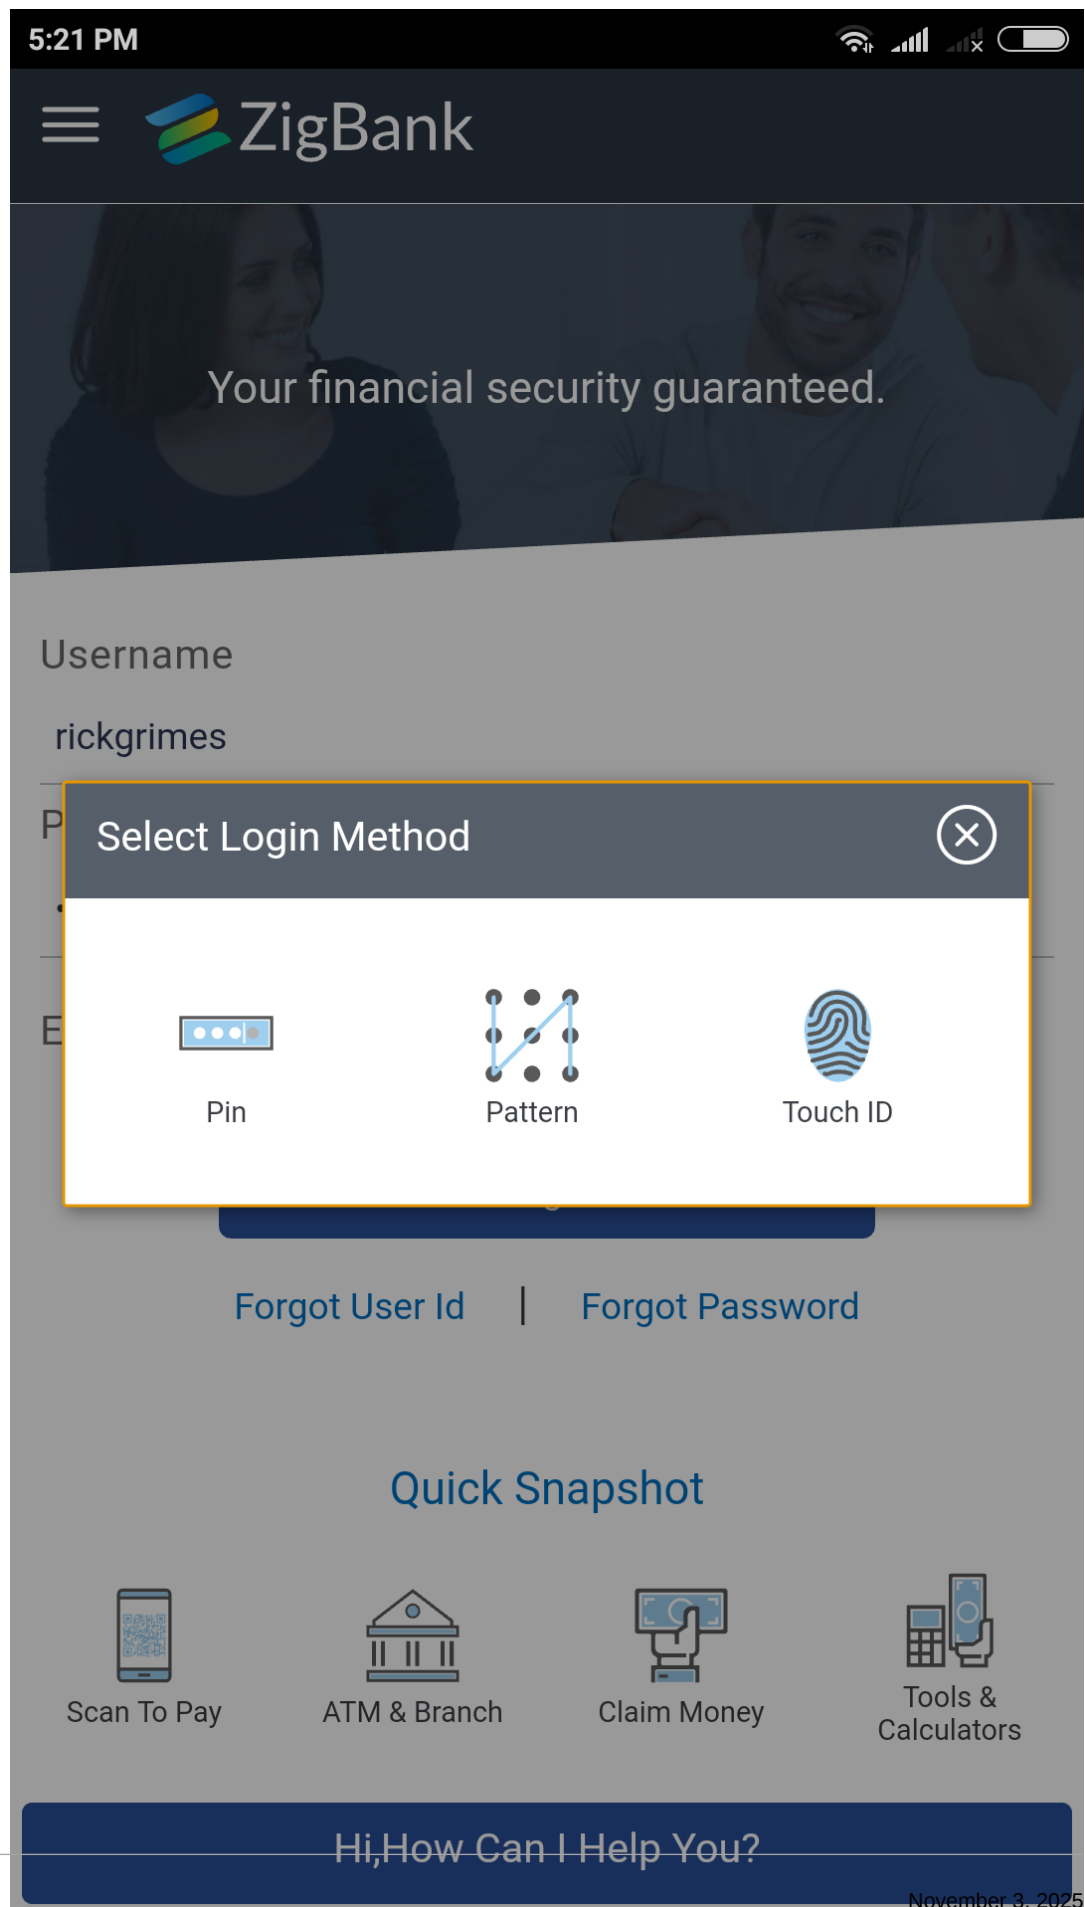 5:21 PM
ZigBank
Your financial security guaranteed.
Username
rickgrimes
P
Select Login Method
E
Pin Pattern Touch ID
Forgot User Id | Forgot Password
Quick Snapshot
Scan To Pay ATM & Branch Claim Money Tools &
Calculators
Hi,How Can I Help You?
November 3, 2025